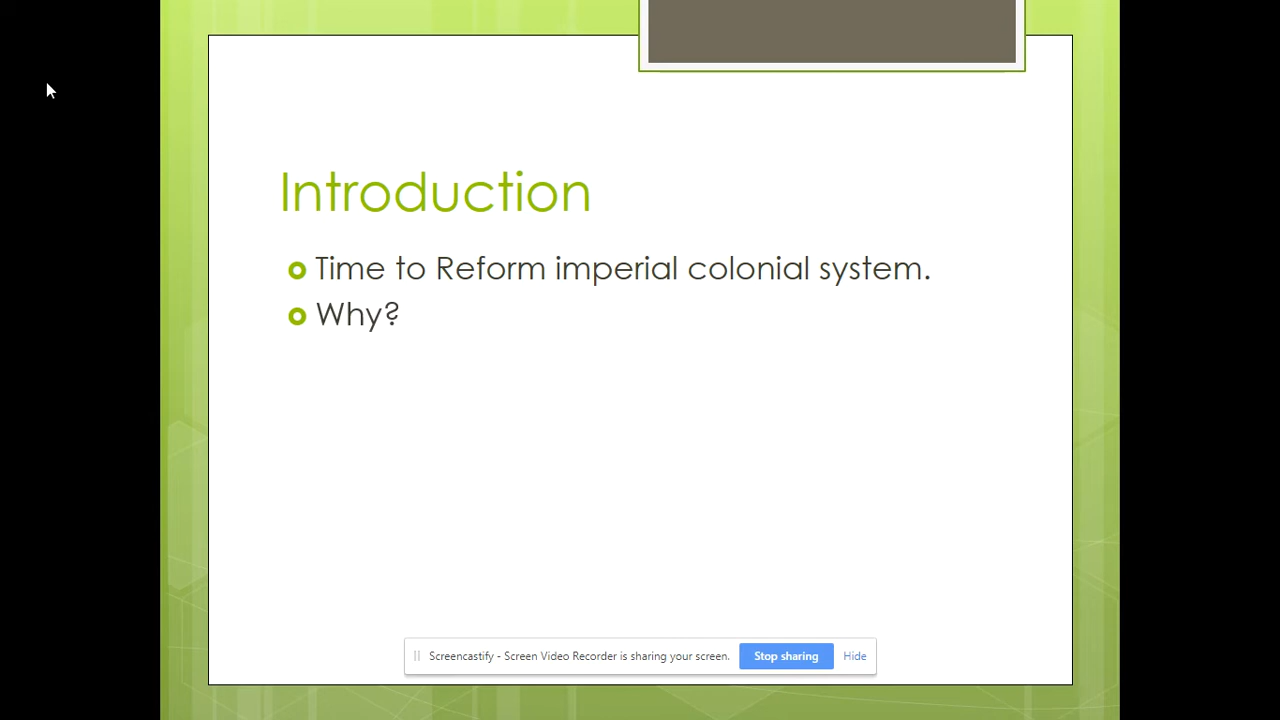 Introduction
Time to Reform imperial colonial system.
Why?
Screencastify - Screen Video Recorder is sharing your screen. Stop sharing Hide